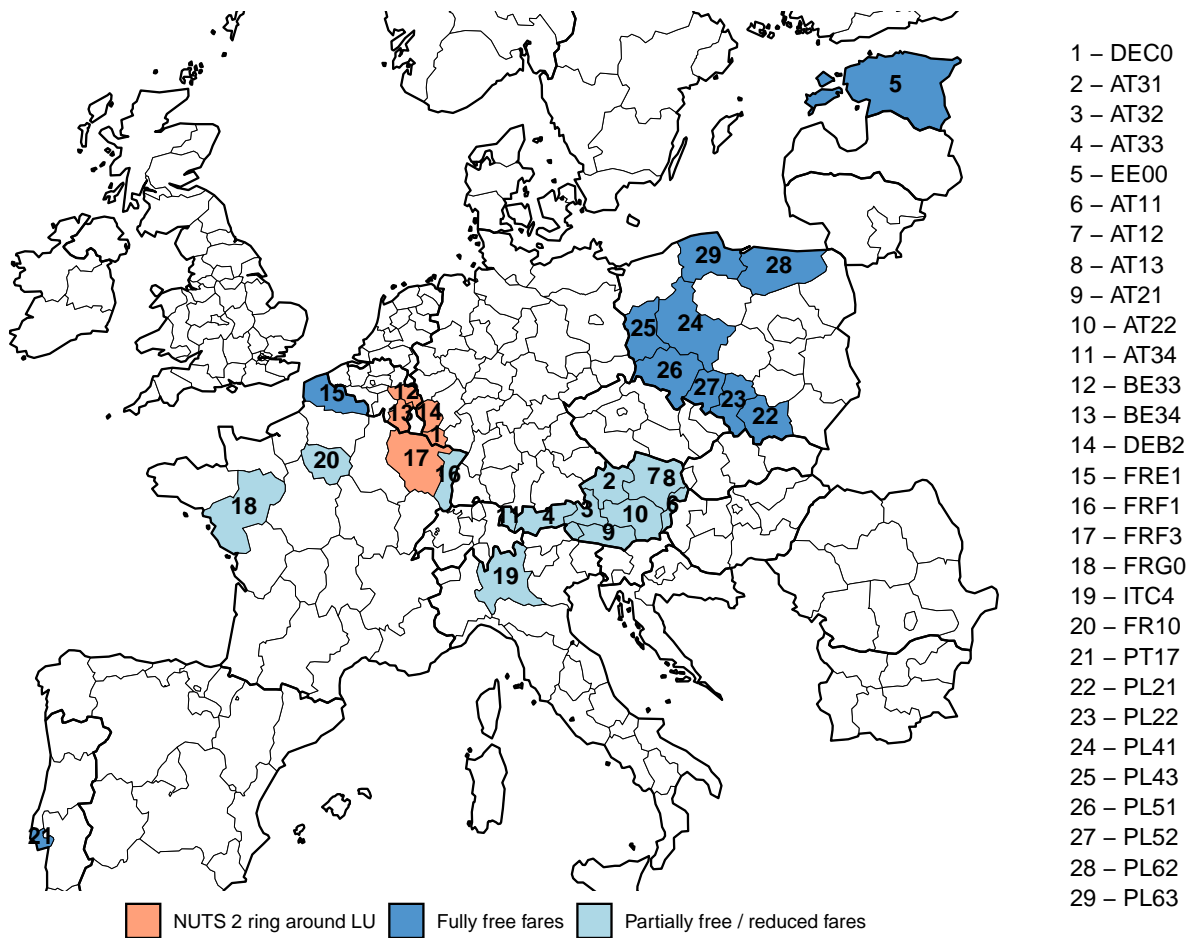 1 – DEC0
2 – AT31
3 – AT32
4 – AT33
5 – EE00
6 – AT11
7 – AT12
8 – AT13
9 – AT21
10 – AT22
11 – AT34
12 – BE33
13 – BE34
14 – DEB2
15 – FRE1
16 – FRF1
17 – FRF3
18 – FRG0
19 – ITC4
20 – FR10
21 – PT17
22 – PL21
23 – PL22
24 – PL41
25 – PL43
26 – PL51
27 – PL52
28 – PL62
29 – PL63
5
29
28
25
24
26
27
23
22
15
12
13
14
1
17
16
20
18
2
7
8
6
3
10
11
4
9
19
21
NUTS 2 ring around LU
Fully free fares
Partially free / reduced fares